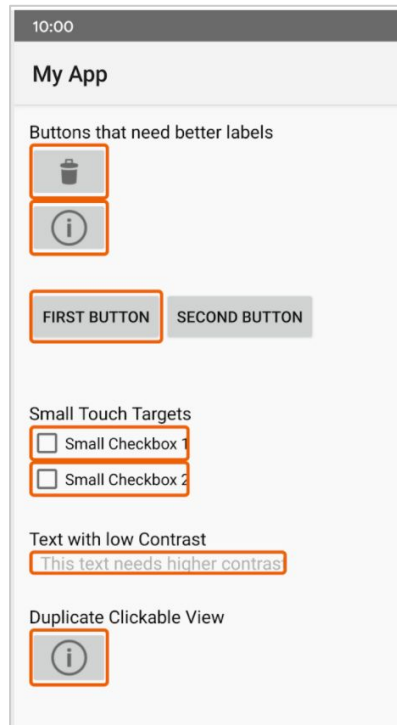 10:00
My App
Buttons that need better labels
FIRST BUTTON SECOND BUTTON
Small Touch Targets
Small Checkbox 1
Small Checkbox 2
Text with low Contrast
This text needs higher contras
Duplicate Clickable View